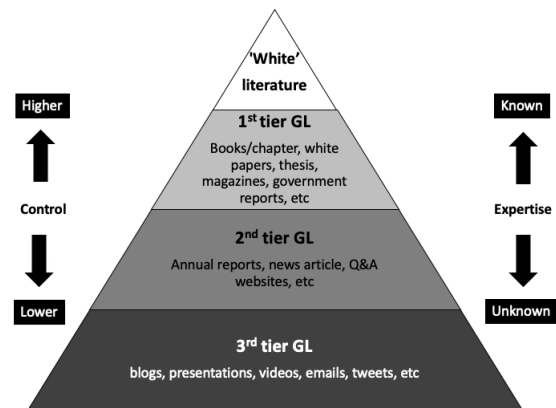 'White'
literature
Higher
Known
1st tier GL
Books/chapter, white
papers, thesis,
magazines, government
reports, etc
Control
Expertise
2nd tier GL
Annual reports, news article, Q&A
websites, etc
Lower
Unknown
3rd tier GL
blogs, presentations, videos, emails, tweets, etc